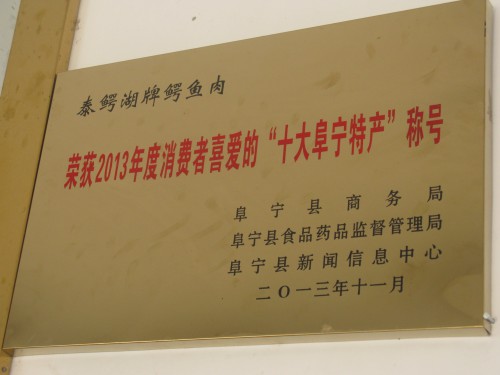 泰鳄湖牌鳄鱼肉
荣获2013年度消费者喜爱的“十大阜宁特产”称号
阜宁县商务局
阜宁县食品药品监督管理局
阜宁县新闻信息中心
二〇一三年十一月